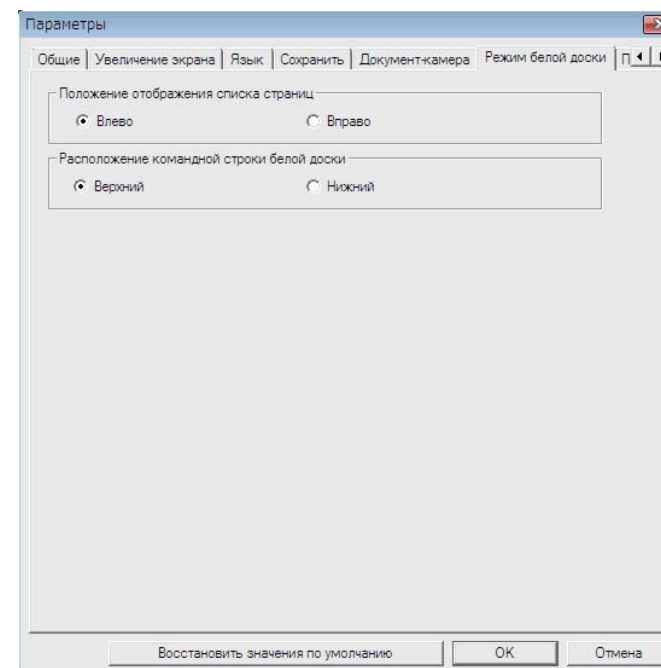 Параметры
Общие Увеличение экрана Язык Сохранить Документ-камера Режим белой доски П
Положение отображения списка страниц
Влево Вправо
Расположение командной строки белой доски
Верхний Нижний
Восстановить значения по умолчанию OK Отмена